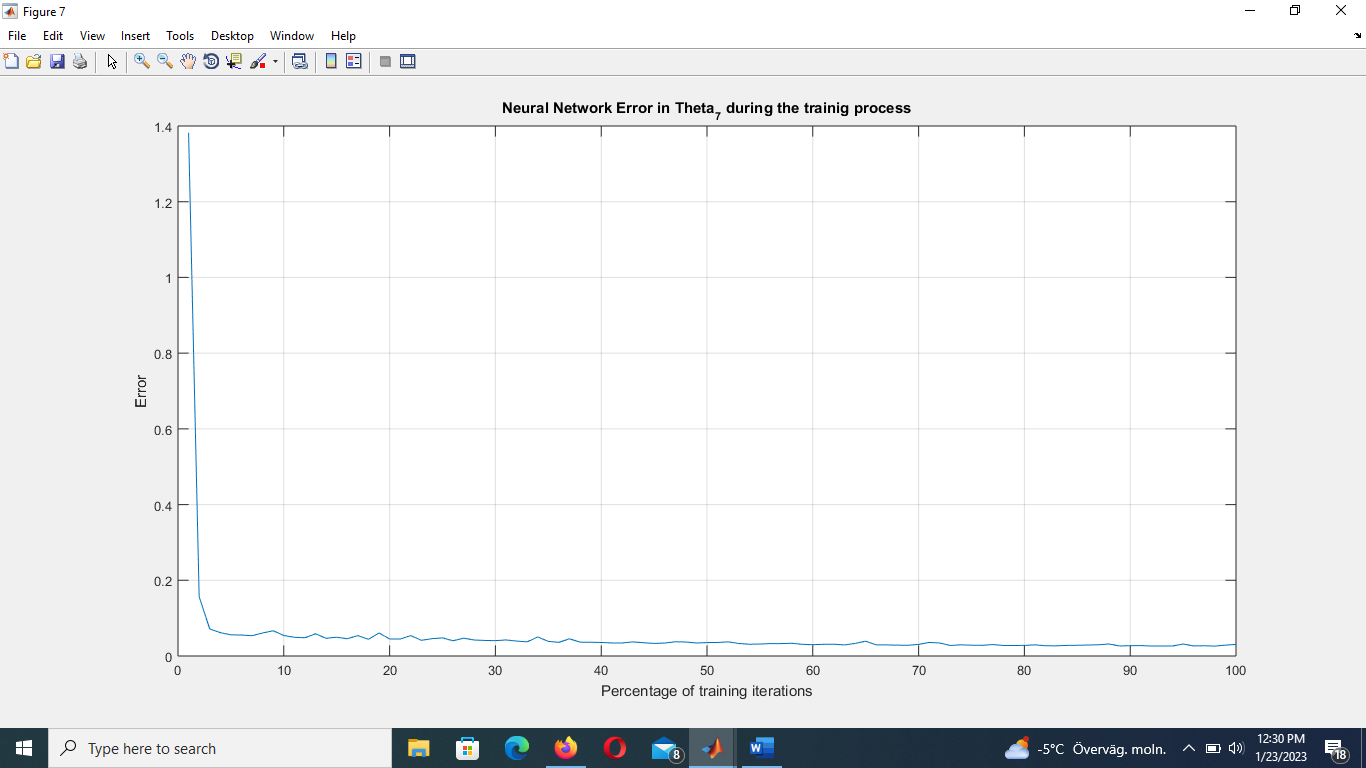 Figure 7
File Edit View Insert Tools Desktop Window Help
Neural Network Error in Theta7 during the trainig process
1.4
1.2
1
0.8
0.6
0.4
0.2
0
Error
0 10 20 30 40 50 60 70 80 90 100
Percentage of training iterations
Type here to search
8
-5°C Överväg. moln.
12:30 PM
1/23/2023
18